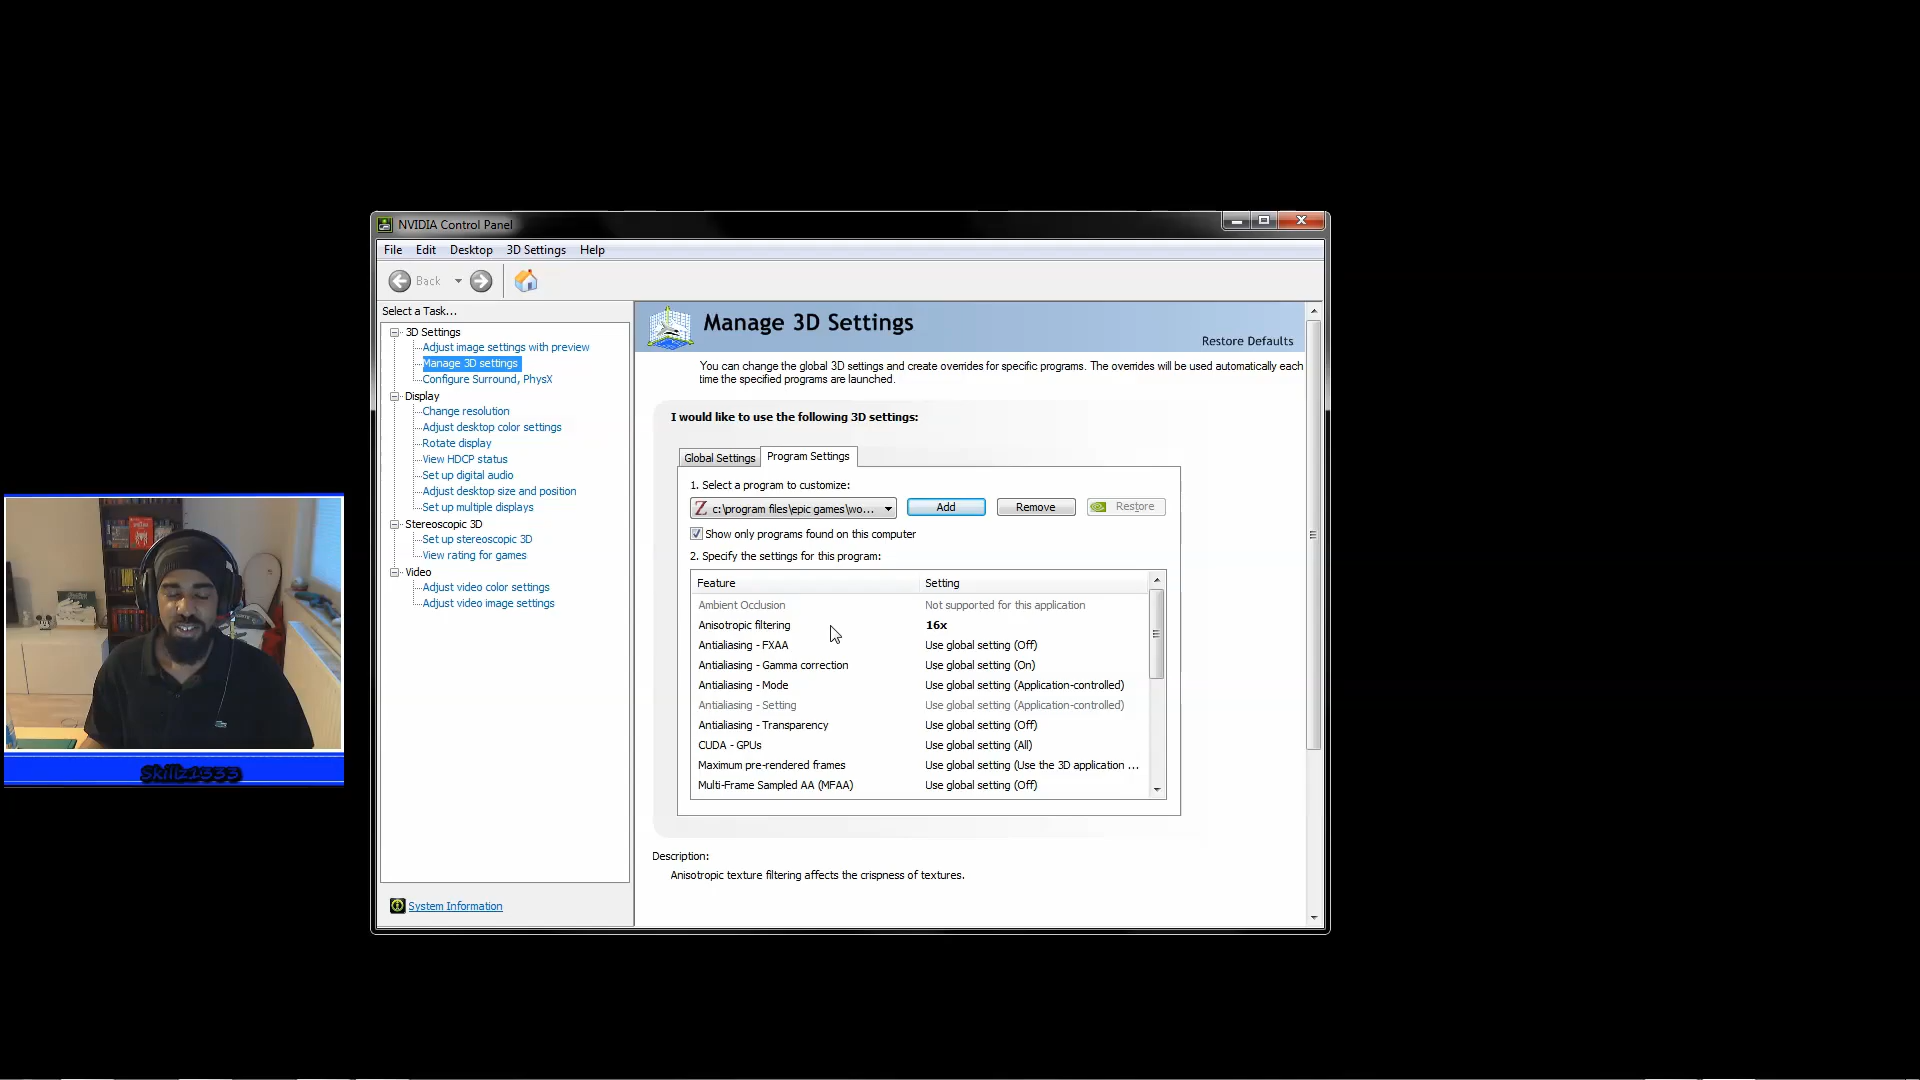 NVIDIA Control Panel
File Edit Desktop 3D Settings Help
Back
Select a Task...
3D Settings
Adjust image settings with preview
Manage 3D settings
Configure Surround, PhysX
Display
Change resolution
Adjust desktop color settings
Rotate display
View HDCP status
Set up digital audio
Adjust desktop size and position
Set up multiple displays
Stereoscopic 3D
Set up stereoscopic 3D
View rating for games
Video
Adjust video color settings
Adjust video image settings
System Information
Manage 3D Settings
Restore Defaults
You can change the global 3D settings and create overrides for specific programs. The overrides will be used automatically each
time the specified programs are launched.
I would like to use the following 3D settings:
Global Settings Program Settings
1. Select a program to customize:
Z c:\program files\epic games\wo... Add Remove Restore
Show only programs found on this computer
2. Specify the settings for this program:
Feature Setting
Ambient Occlusion Not supported for this application
Anisotropic filtering 16x
Antialiasing - FXAA Use global setting (Off)
Antialiasing - Gamma correction Use global setting (On)
Antialiasing - Mode Use global setting (Application-controlled)
Antialiasing - Setting Use global setting (Application-controlled)
Antialiasing - Transparency Use global setting (Off)
CUDA - GPUs Use global setting (All)
Maximum pre-rendered frames Use global setting (Use the 3D application ...
Multi-Frame Sampled AA (MFAA) Use global setting (Off)
Description:
Anisotropic texture filtering affects the crispness of textures.
Skillz1333